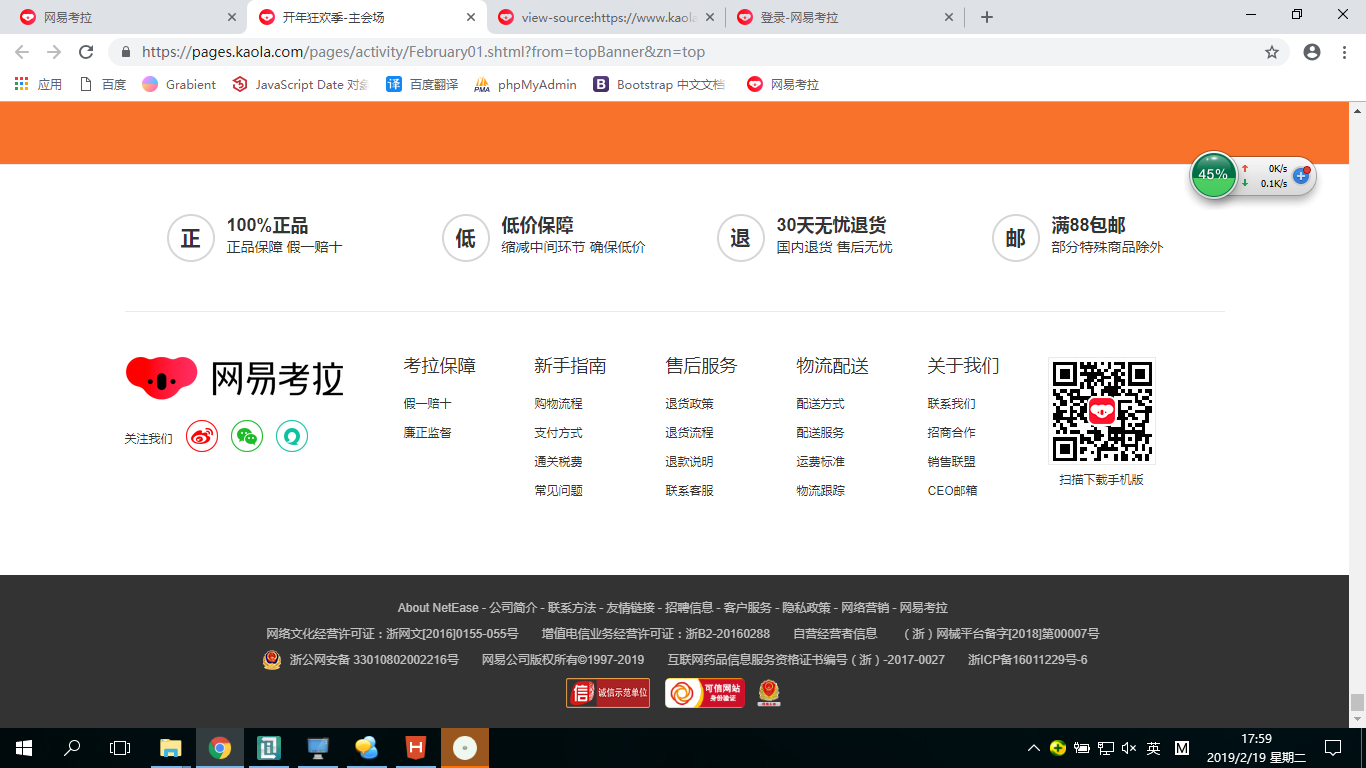 网易考拉
开年狂欢季-主会场
view-source:https://www.kaola
登录-网易考拉
https://pages.kaola.com/pages/activity/February01.shtml?from=topBanner&zn=top
应用
百度
Grabient
JavaScript Date 对象
译
百度翻译
PMA
phpMyAdmin
B
Bootstrap 中文文档
网易考拉
45%
0K/s
0.1K/s
正
100%正品
正品保障 假一赔十
低
低价保障
缩减中间环节 确保低价
退
30天无忧退货
国内退货 售后无忧
邮
满88包邮
部分特殊商品除外
网易考拉
关注我们
考拉保障
假一赔十
廉正监督
新手指南
购物流程
支付方式
通关税费
常见问题
售后服务
退货政策
退货流程
退款说明
联系客服
物流配送
配送方式
配送服务
运费标准
物流跟踪
关于我们
联系我们
招商合作
销售联盟
CEO邮箱
扫描下载手机版
About NetEase - 公司简介 - 联系方法 - 友情链接 - 招聘信息 - 客户服务 - 隐私政策 - 网络营销 - 网易考拉
网络文化经营许可证：浙网文[2016]0155-055号 增值电信业务经营许可证：浙B2-20160288 自营经营者信息 （浙）网械平台备字[2018]第00007号
浙公网安备 33010802002216号 网易公司版权所有©1997-2019 互联网药品信息服务资格证书编号（浙）-2017-0027 浙ICP备16011229号-6
信 诚信示范单位
可信网站
身份验证
H
英
M
17:59
2019/2/19 星期二